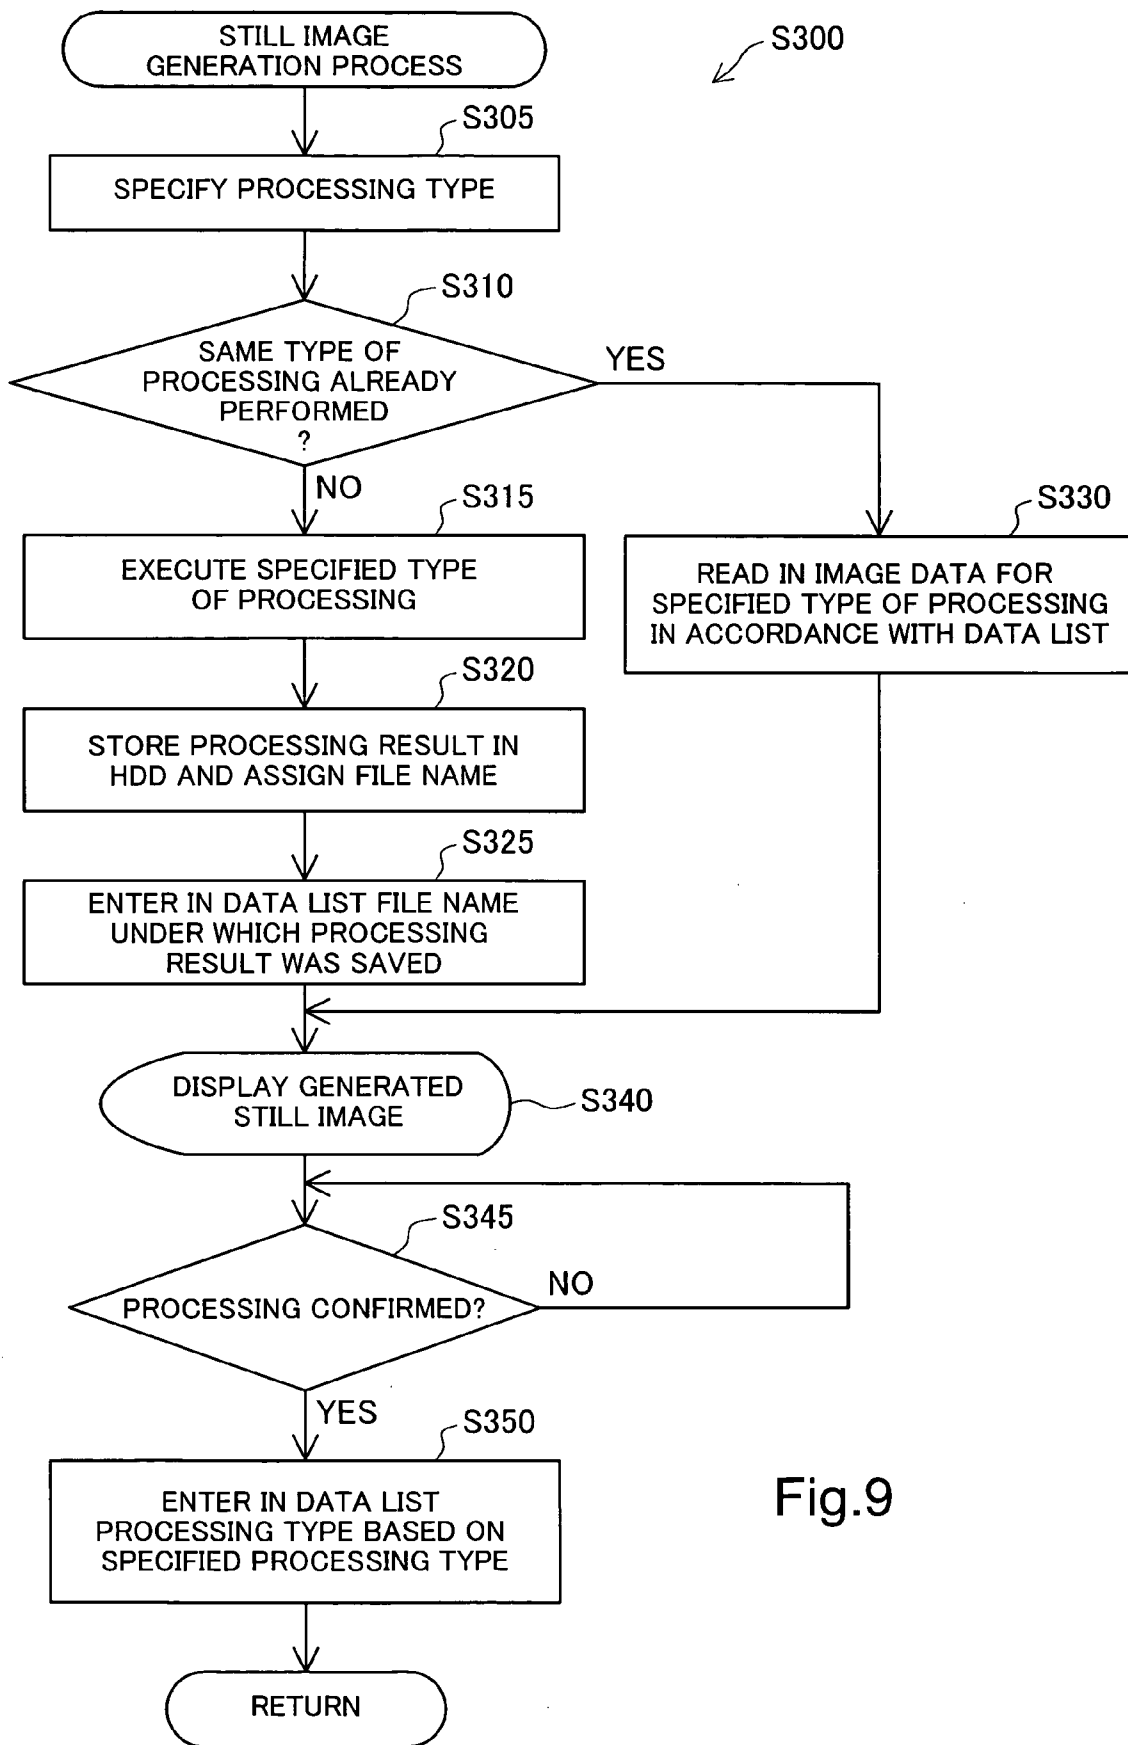 STILL IMAGE
GENERATION PROCESS
S300
S305
SPECIFY PROCESSING TYPE
S310
SAME TYPE OF
PROCESSING ALREADY
PERFORMED
?
YES
NO
S315
EXECUTE SPECIFIED TYPE
OF PROCESSING
S330
READ IN IMAGE DATA FOR
SPECIFIED TYPE OF PROCESSING
IN ACCORDANCE WITH DATA LIST
S320
STORE PROCESSING RESULT IN
HDD AND ASSIGN FILE NAME
S325
ENTER IN DATA LIST FILE NAME
UNDER WHICH PROCESSING
RESULT WAS SAVED
DISPLAY GENERATED
STILL IMAGE
S340
S345
PROCESSING CONFIRMED?
NO
YES
S350
ENTER IN DATA LIST
PROCESSING TYPE BASED ON
SPECIFIED PROCESSING TYPE
Fig.9
RETURN